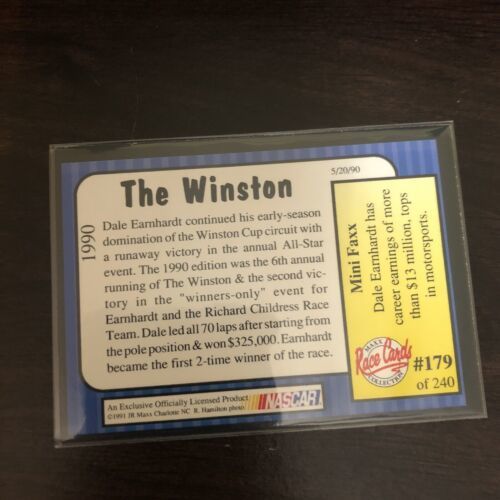 1990
The Winston
5/20/90
Dale Earnhardt continued his early-season
domination of the Winston Cup circuit with
a runaway victory in the annual All-Star
event. The 1990 edition was the 6th annual
running of The Winston & the second vic-
tory in the "winners-only" event for
Earnhardt and the Richard Childress Race
Team. Dale led all 70 laps after starting from
the pole position & won $325,000. Earnhardt
became the first 2-time winner of the race.
An Exclusive Officially Licensed Product
©1991 JR Maxx Charlotte NC R. Hamilton photo
NASCAR
Mini Faxx
Dale Earnhardt has
career earnings of more
than $13 million, tops
in motorsports.
MAXX
Race Cards
COLLECTION
#179
of 240